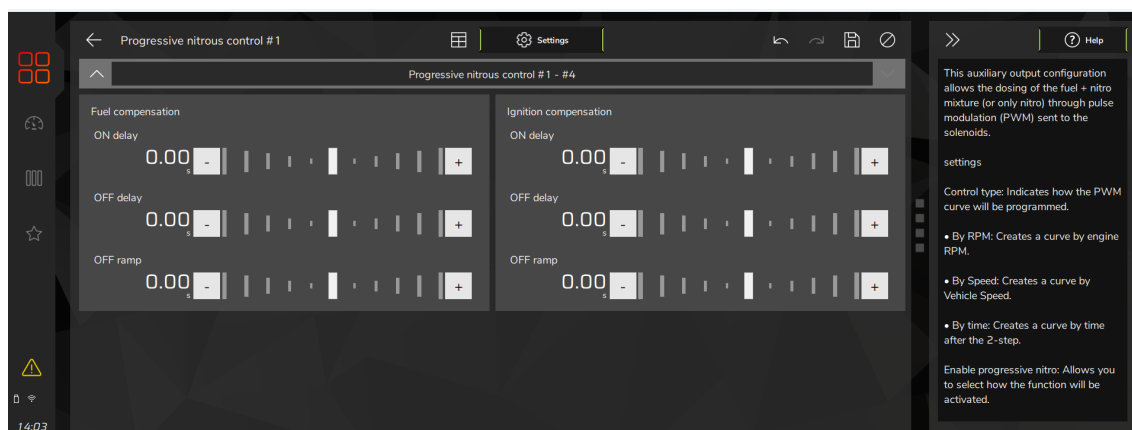 Progressive nitrous control #1
Settings
Help
Progressive nitrous control #1 - #4
Fuel compensation
ON delay
0.00
s
-
+
OFF delay
0.00
s
-
+
OFF ramp
0.00
s
-
+
Ignition compensation
ON delay
0.00
s
-
+
OFF delay
0.00
s
-
+
OFF ramp
0.00
s
-
+
This auxiliary output configuration
allows the dosing of the fuel + nitro
mixture (or only nitro) through pulse
modulation (PWM) sent to the
solenoids.
settings
Control type: Indicates how the PWM
curve will be programmed.
• By RPM: Creates a curve by engine
RPM.
• By Speed: Creates a curve by
Vehicle Speed.
• By time: Creates a curve by time
after the 2-step.
Enable progressive nitro: Allows you
to select how the function will be
activated.
14:03